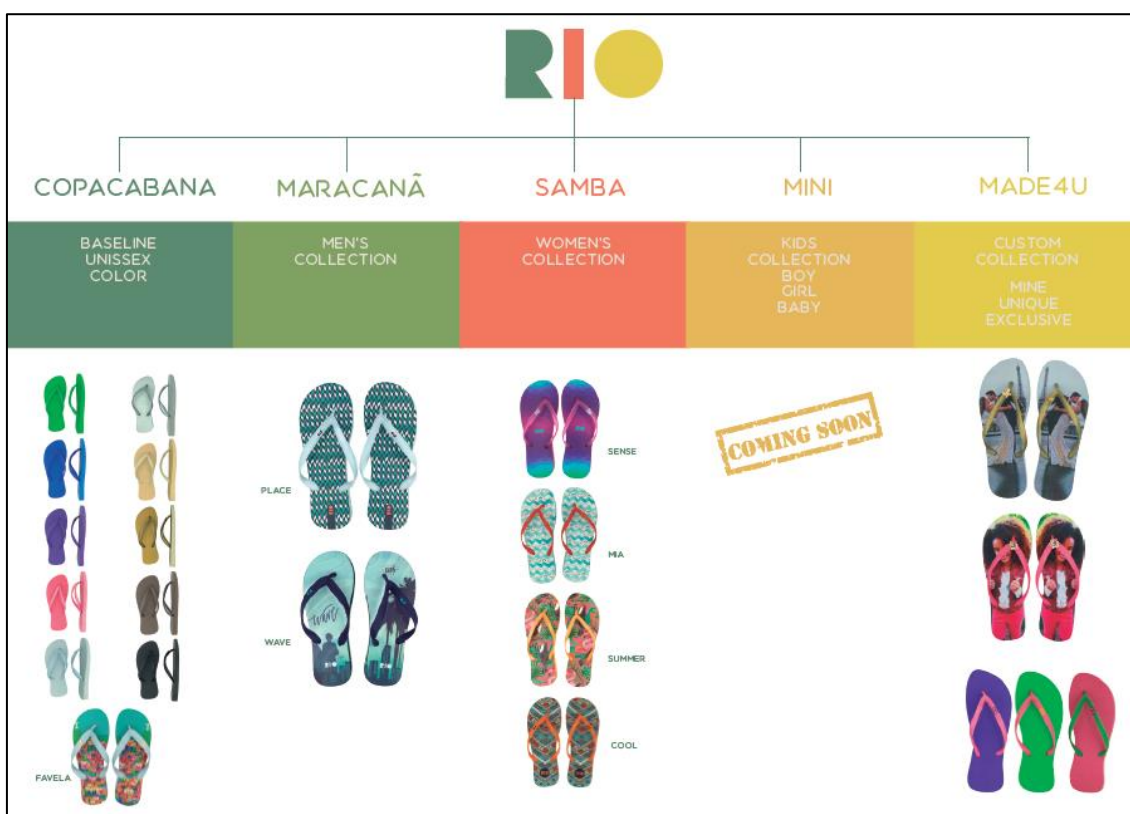 RIO
COPACABANA
MARACANÃ
SAMBA
MINI
MADE4U
BASELINE
UNISSEX
COLOR
MEN'S
COLLECTION
WOMEN'S
COLLECTION
KIDS
COLLECTION
BOY
GIRL
BABY
CUSTOM
COLLECTION
MINE
UNIQUE
EXCLUSIVE
PLACE
WAVE
RIO
FAVELA
SENSE
MIA
SUMMER
COOL
COMING SOON